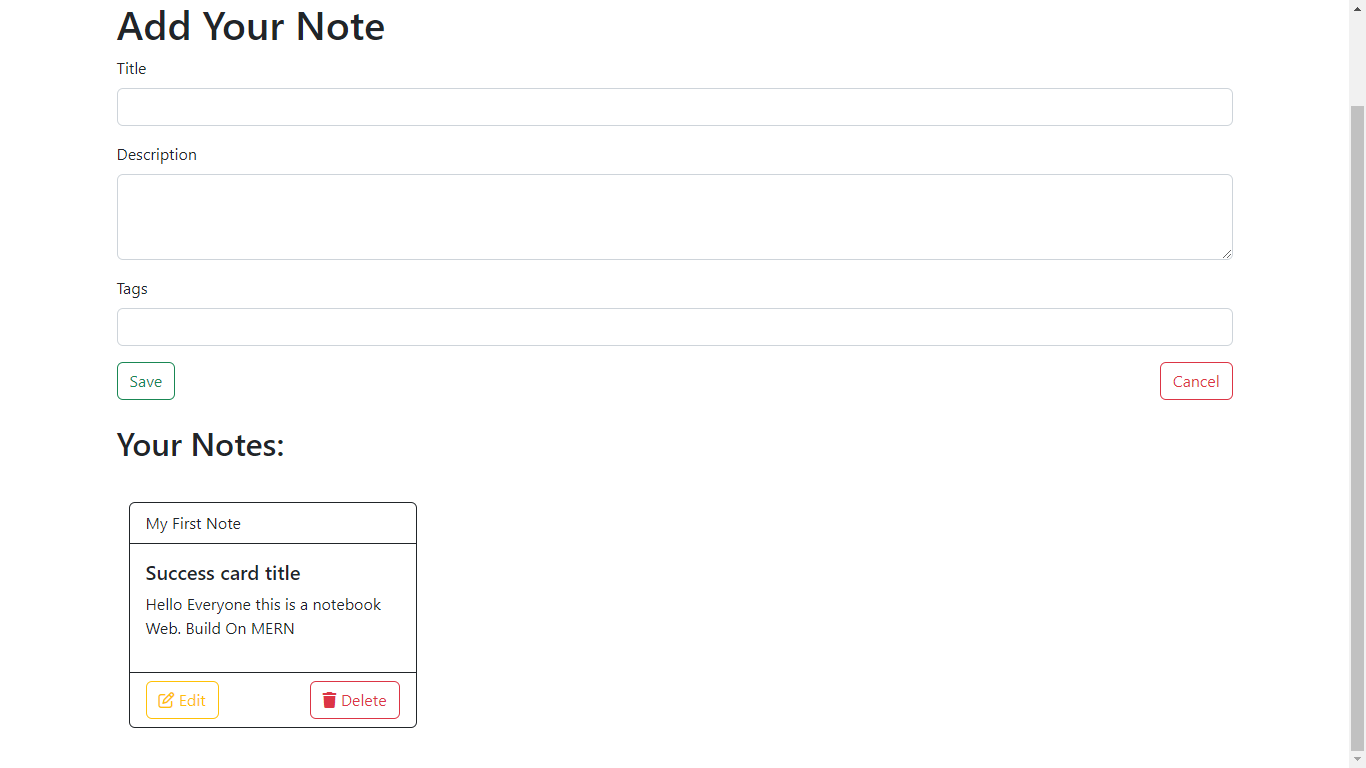 Add Your Note
Title
Description
Tags
Save
Cancel
Your Notes:
My First Note
Success card title
Hello Everyone this is a notebook
Web. Build On MERN
Edit
Delete